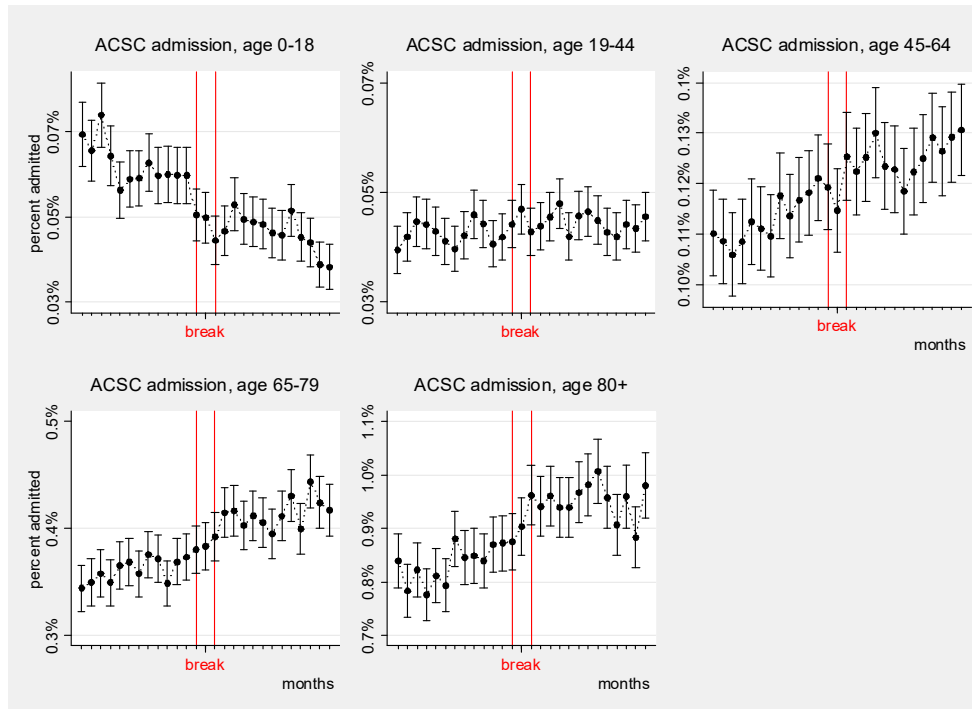 ACSC admission, age 0-18
percent admitted
0.07%
0.05%
0.03%
break
ACSC admission, age 19-44
0.07%
0.05%
0.03%
break
ACSC admission, age 45-64
0.1%
0.13%
0.12%
0.11%
0.10%
break
months
ACSC admission, age 65-79
percent admitted
0.5%
0.4%
0.3%
break
months
ACSC admission, age 80+
1.1%
1.0%
0.9%
0.8%
0.7%
break
months